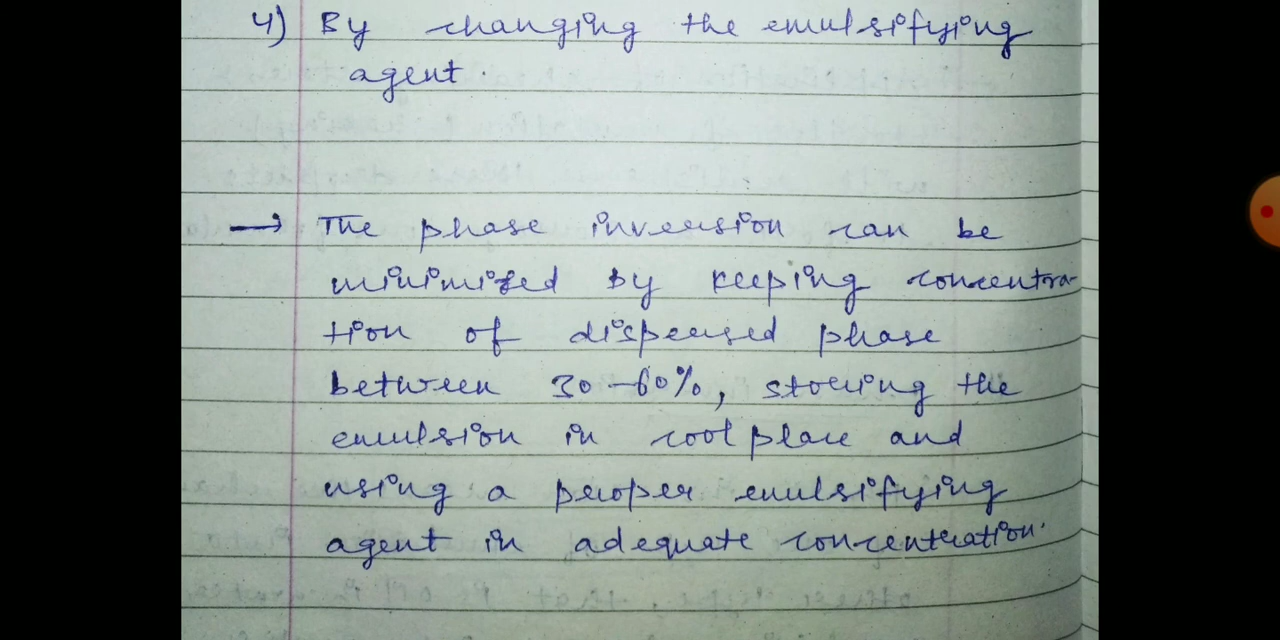 4) By changing the emulsifying
agent.
→ The phase inversion can be
minimized by keeping concentra-
tion of dispersed phase
between 30-60%, storing the
emulsion in cool place and
using a proper emulsifying
agent in adequate concentration.